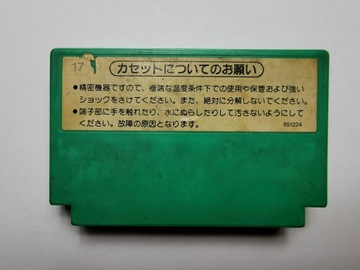 17
カセットについてのお願い
●精密機器ですので、極端な温度条件下での使用や保管および強い
ショックをさけてください。また、絶対に分解しないでください。
●端子部に手を触れたり、水にぬらしたりして汚さないようにして
ください。故障の原因となります。
851224